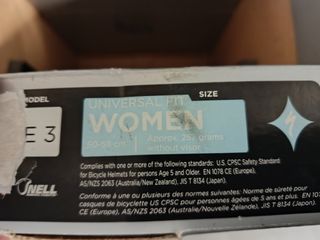 MODEL
SIZE
UNIVERSAL FIT
WOMEN
E 3
50-58 cm
Approx. 252 grams
without visor
NELL
Complies with one or more of the following standards. U.S. CPSC Safety Standard
for Bicycle Helmets for persons Age 5 and Older. EN 1078 CE (Europe),
AS/NZS 2063 (Australia/New Zealand), JIS T 8134 (Japan).
Conforme à une ou plusieurs des normes suivantes: Norme de sûreté pour
casques de bicyclette US CPSC pour personnes âgées de 5 ans et plus. EN 1078 CE
(Europe), AS/NZS 2063 (Australie/Nouvelle Zélande), JIS T 8134 (Japon).